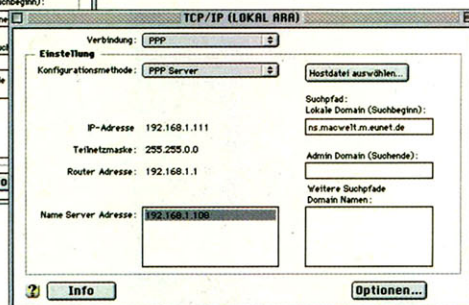 chbeginn):
TCP/IP (LOKAL ARA)
Verbindung: PPP
Einstellung
Konfigurationsmethode: PPP Server
Hostdatei auswählen...
Suchpfad:
Lokale Domain (Suchbeginn):
IP-Adresse 192.168.1.111
ns.macwelt.m.eunet.de
Teilnetzmaske: 255.255.0.0
Admin Domain (Suchende):
Router Adresse: 192.168.1.1
Weitere Suchpfade
Domain Namen:
Name Server Adresse: 192.168.1.108
Info
Optionen...